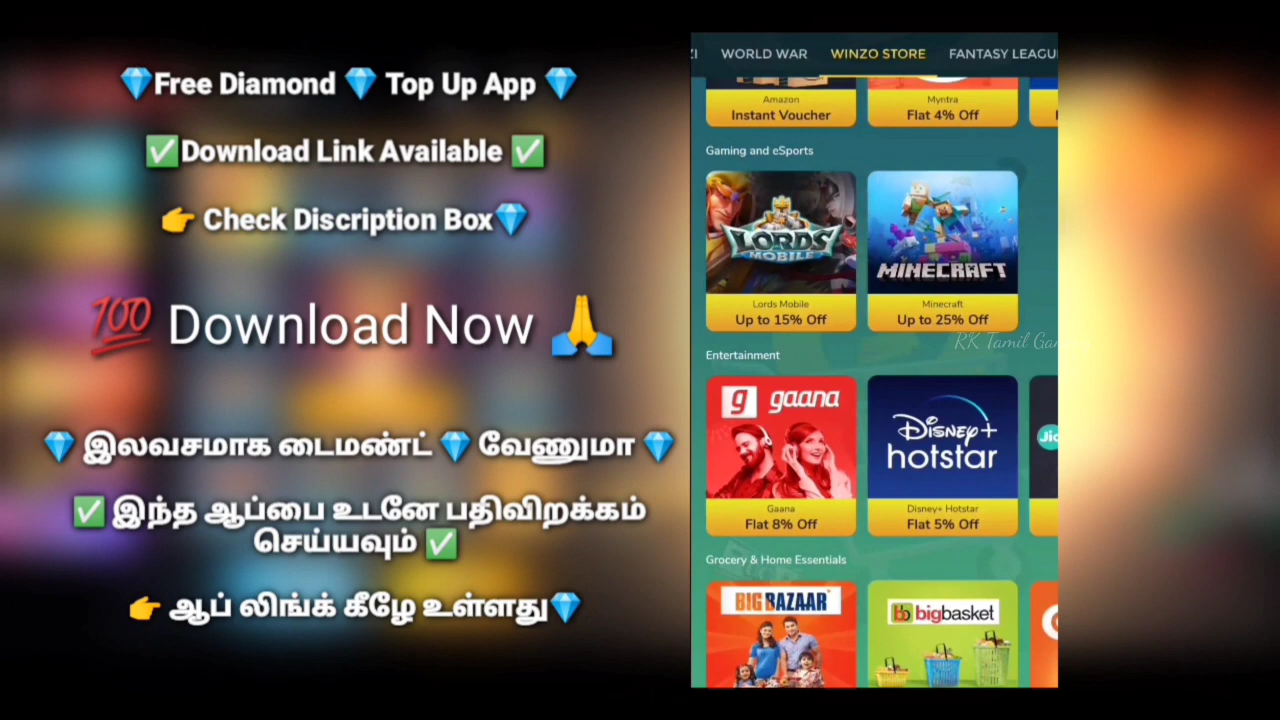 💎Free Diamond 💎 Top Up App 💎
✅Download Link Available ✅
👉 Check Discription Box💎
💯 Download Now 🙏
💎 இலவசமாக டைமண்ட் 💎 வேணுமா 💎
✅ இந்த ஆப்பை உடனே பதிவிறக்கம்
செய்யவும் ✅
👉 ஆப் லிங்க் கீழே உள்ளது💎
ZI WORLD WAR WINZO STORE FANTASY LEAGU
Amazon Myntra
Instant Voucher Flat 4% Off
Gaming and eSports
LORDS MOBILE MINECRAFT
Lords Mobile Minecraft
Up to 15% Off Up to 25% Off
RK Tamil Gaming
Entertainment
g gaana Disney+ hotstar Jio
Gaana Disney+ Hotstar
Flat 8% Off Flat 5% Off
Grocery & Home Essentials
BIG BAZAAR bb bigbasket